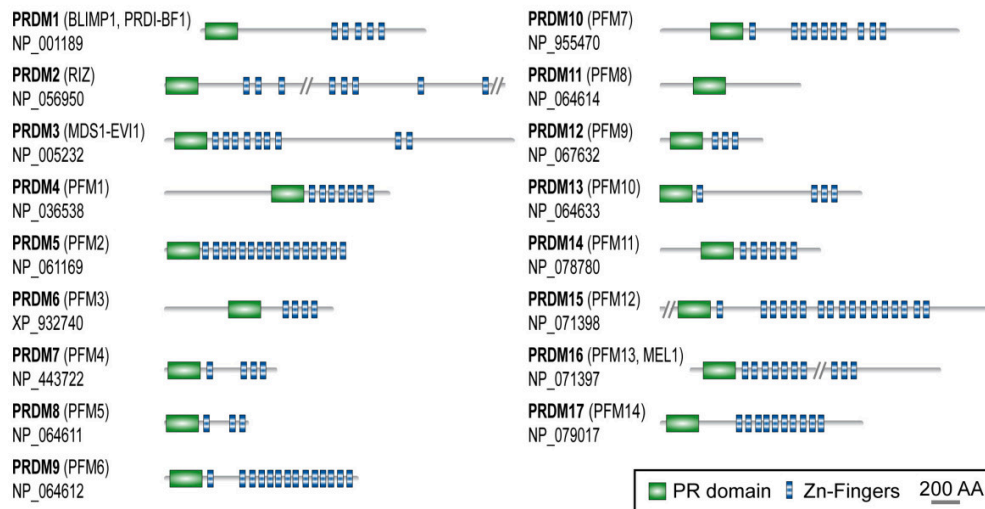 PRDM1 (BLIMP1, PRDI-BF1)
NP_001189
PRDM2 (RIZ)
NP_056950
PRDM3 (MDS1-EVI1)
NP_005232
PRDM4 (PFM1)
NP_036538
PRDM5 (PFM2)
NP_061169
PRDM6 (PFM3)
XP_932740
PRDM7 (PFM4)
NP_443722
PRDM8 (PFM5)
NP_064611
PRDM9 (PFM6)
NP_064612
PRDM10 (PFM7)
NP_955470
PRDM11 (PFM8)
NP_064614
PRDM12 (PFM9)
NP_067632
PRDM13 (PFM10)
NP_064633
PRDM14 (PFM11)
NP_078780
PRDM15 (PFM12)
NP_071398
PRDM16 (PFM13, MEL1)
NP_071397
PRDM17 (PFM14)
NP_079017
PR domain Zn-Fingers 200 AA